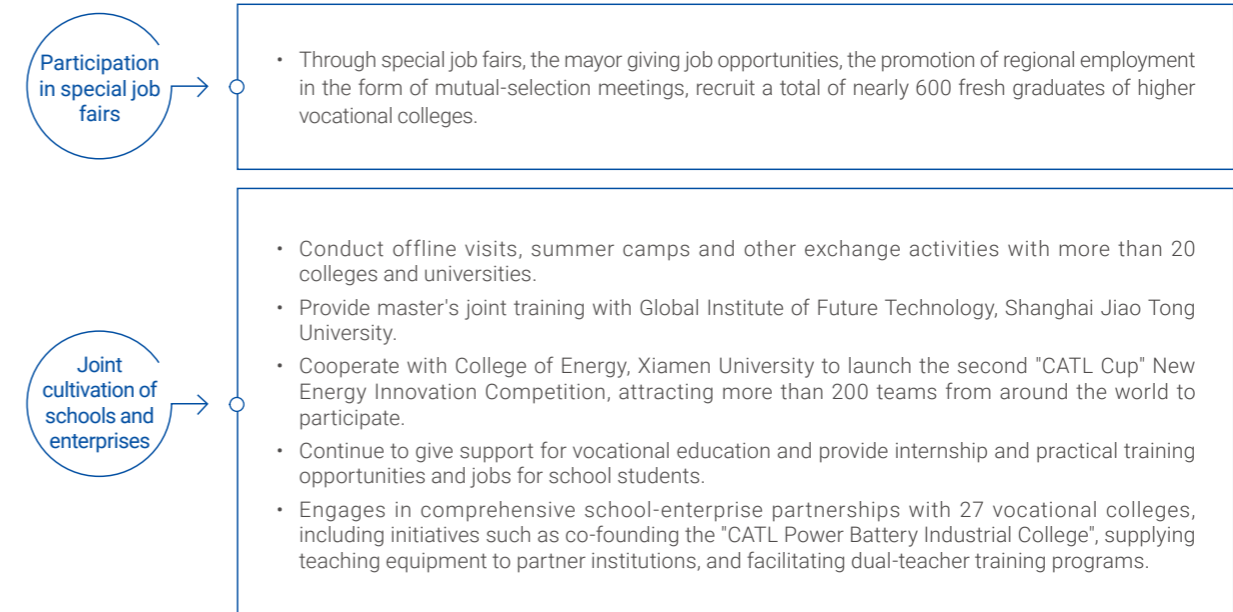 Participation
in special job
fairs
• Through special job fairs, the mayor giving job opportunities, the promotion of regional employment
in the form of mutual-selection meetings, recruit a total of nearly 600 fresh graduates of higher
vocational colleges.
Joint
cultivation of
schools and
enterprises
• Conduct offline visits, summer camps and other exchange activities with more than 20
colleges and universities.
• Provide master's joint training with Global Institute of Future Technology, Shanghai Jiao Tong
University.
• Cooperate with College of Energy, Xiamen University to launch the second "CATL Cup" New
Energy Innovation Competition, attracting more than 200 teams from around the world to
participate.
• Continue to give support for vocational education and provide internship and practical training
opportunities and jobs for school students.
• Engages in comprehensive school-enterprise partnerships with 27 vocational colleges,
including initiatives such as co-founding the "CATL Power Battery Industrial College", supplying
teaching equipment to partner institutions, and facilitating dual-teacher training programs.